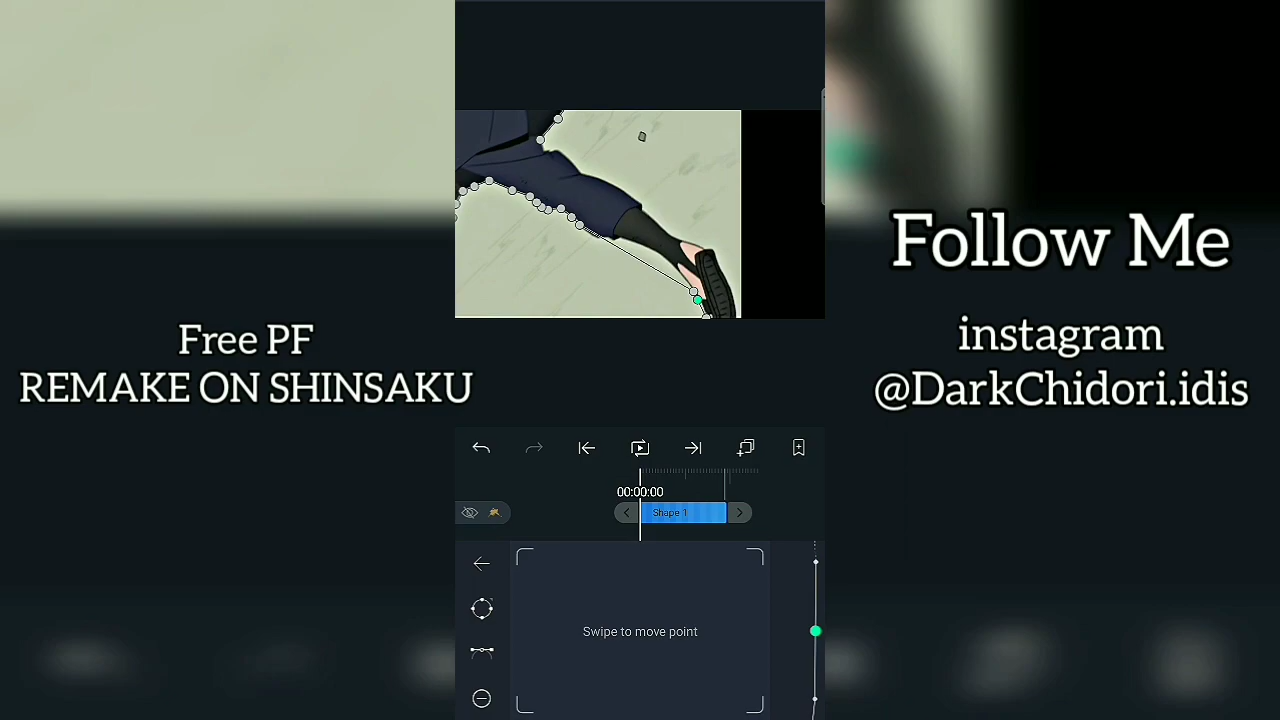 Free PF
REMAKE ON SHINSAKU
Follow Me
instagram
@DarkChidori.idis
00:00:00
Shape 1
Swipe to move point